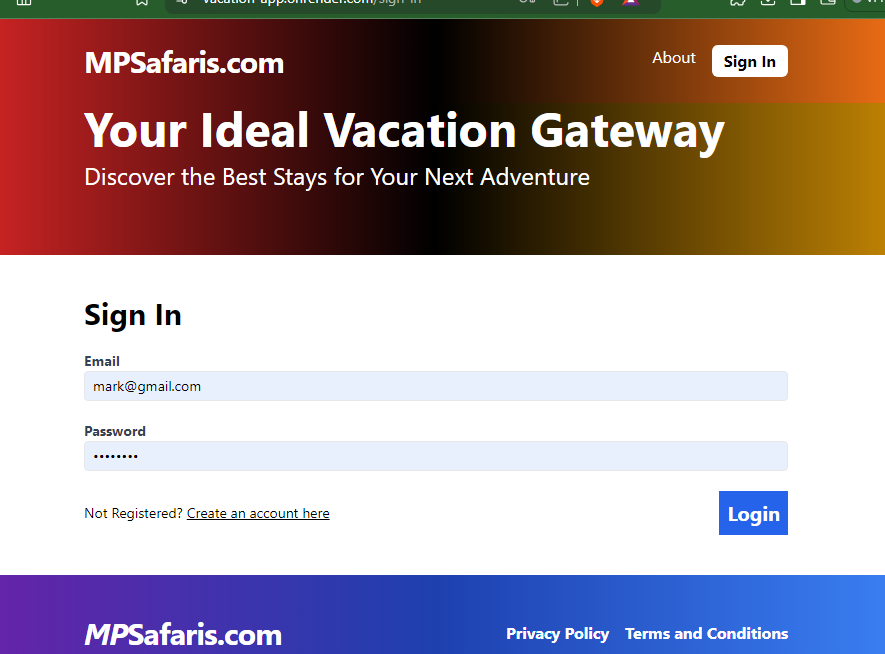 vacation-app.onrender.com/sign-in
MPSafaris.com
About
Sign In
Your Ideal Vacation Gateway
Discover the Best Stays for Your Next Adventure
Sign In
Email
mark@gmail.com
Password
••••••••
Not Registered? Create an account here
Login
MPSafaris.com
Privacy Policy Terms and Conditions